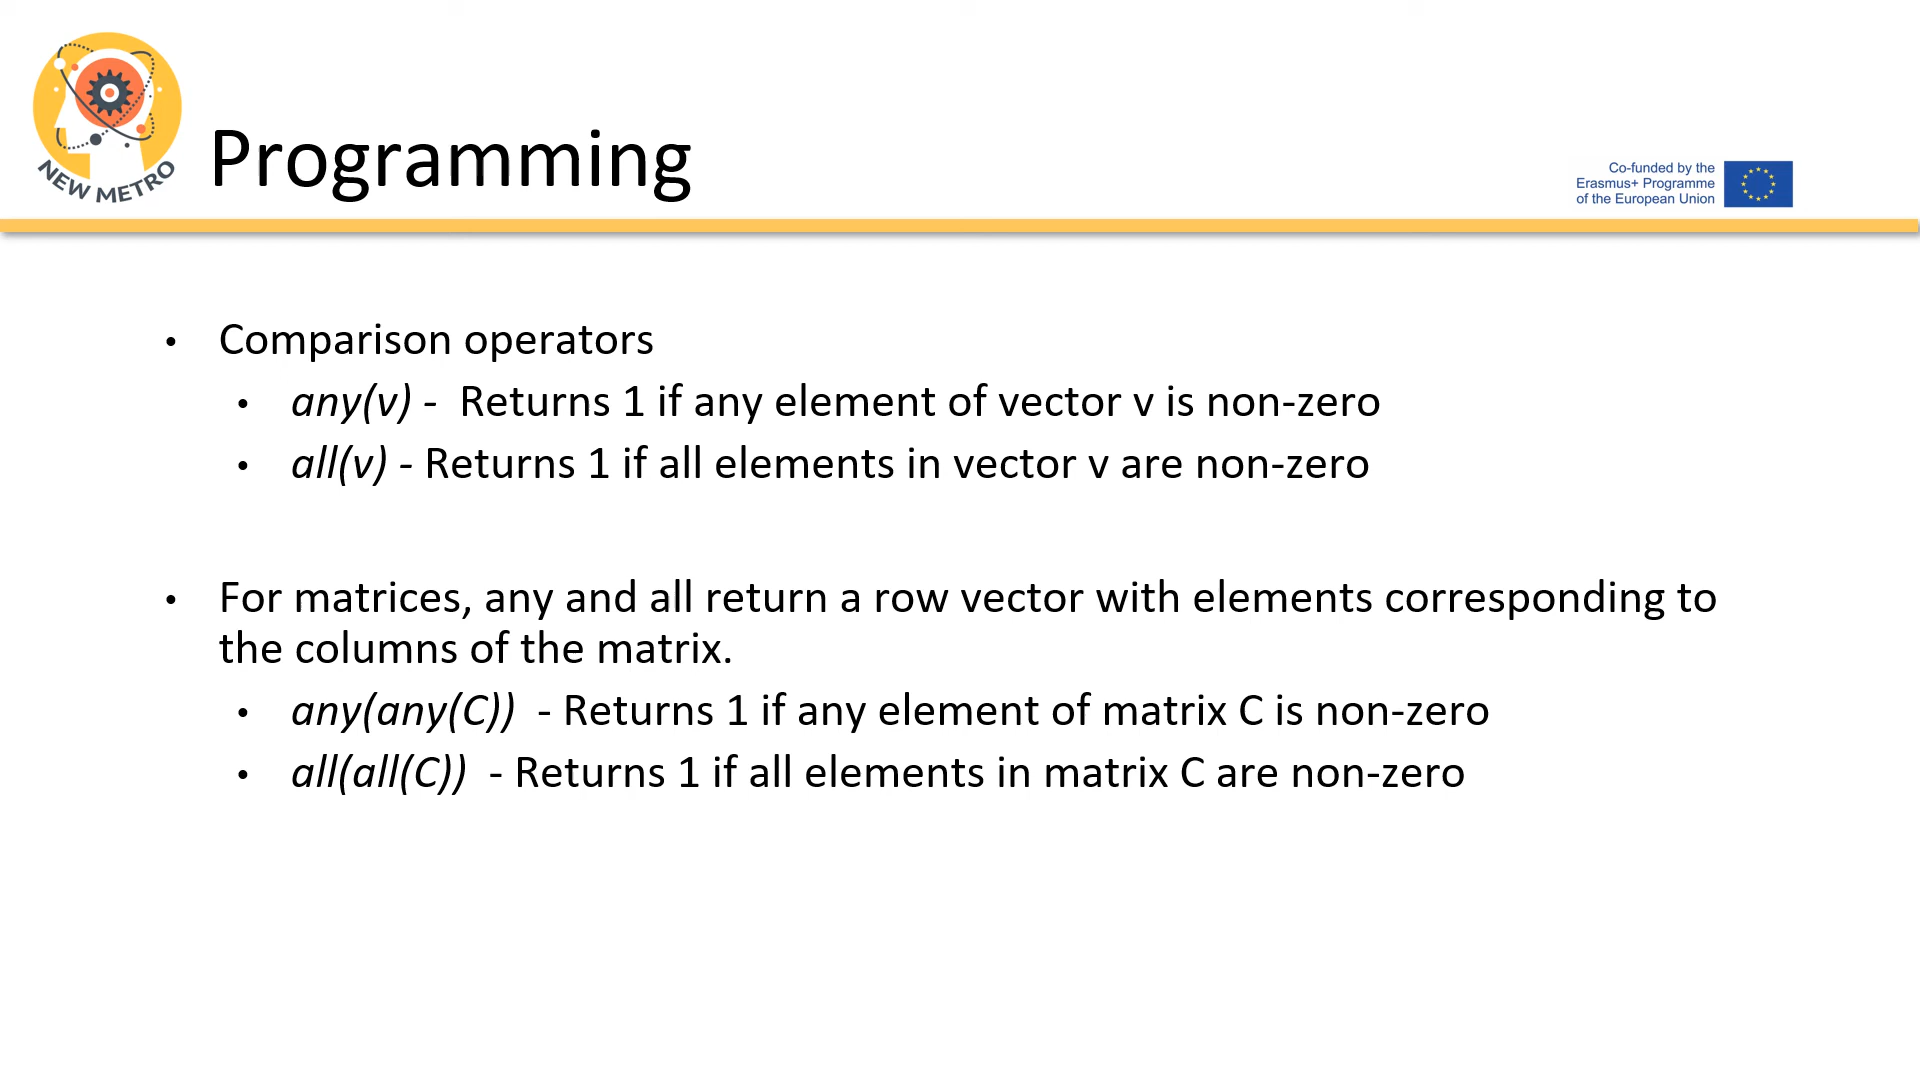 NEW METRO
Programming
Co-funded by the
Erasmus+ Programme
of the European Union
• Comparison operators
• any(v) - Returns 1 if any element of vector v is non-zero
• all(v) - Returns 1 if all elements in vector v are non-zero
• For matrices, any and all return a row vector with elements corresponding to
the columns of the matrix.
• any(any(C)) - Returns 1 if any element of matrix C is non-zero
• all(all(C)) - Returns 1 if all elements in matrix C are non-zero